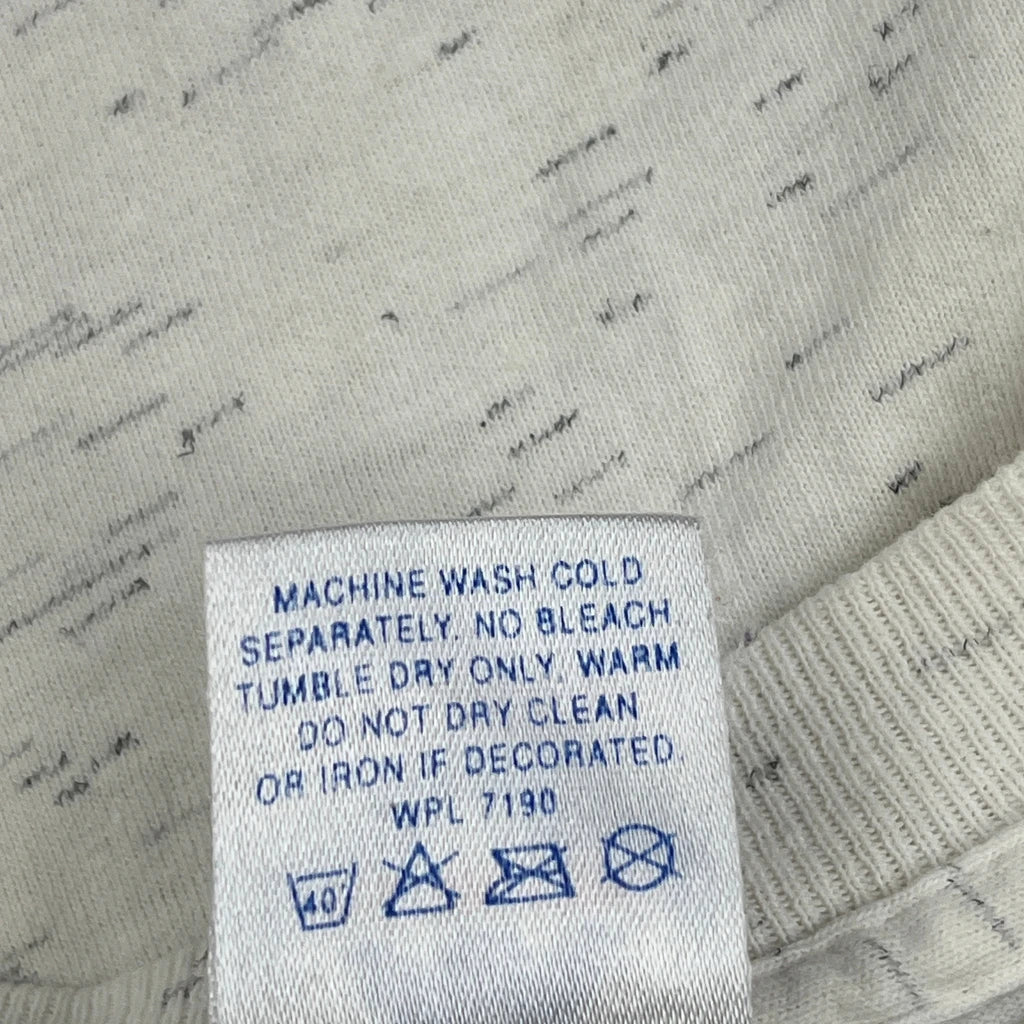 MACHINE WASH COLD
SEPARATELY. NO BLEACH
TUMBLE DRY ONLY, WARM
DO NOT DRY CLEAN
OR IRON IF DECORATED.
WPL 7190
40°